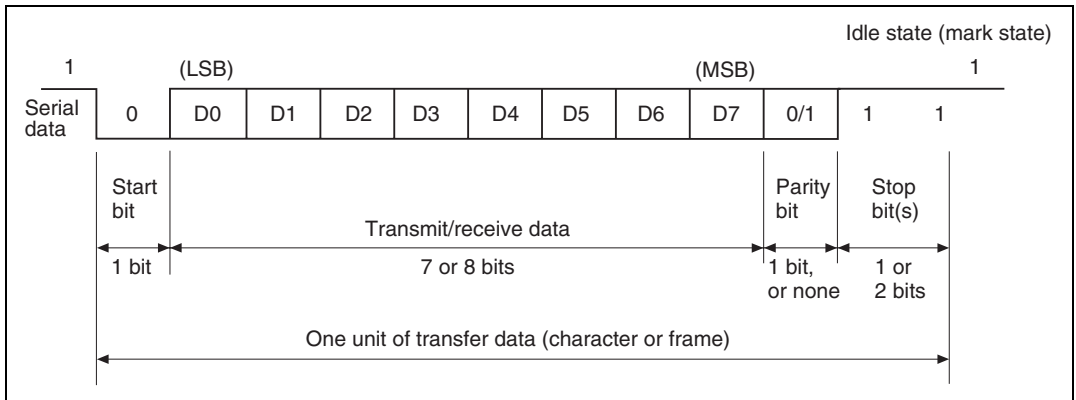 Idle state (mark state)
1 (LSB) (MSB) 1
Serial
data
0 D0 D1 D2 D3 D4 D5 D6 D7 0/1 1 1
Start
bit
Parity
bit
Stop
bit(s)
Transmit/receive data
1 bit
7 or 8 bits
1 bit,
or none
1 or
2 bits
One unit of transfer data (character or frame)